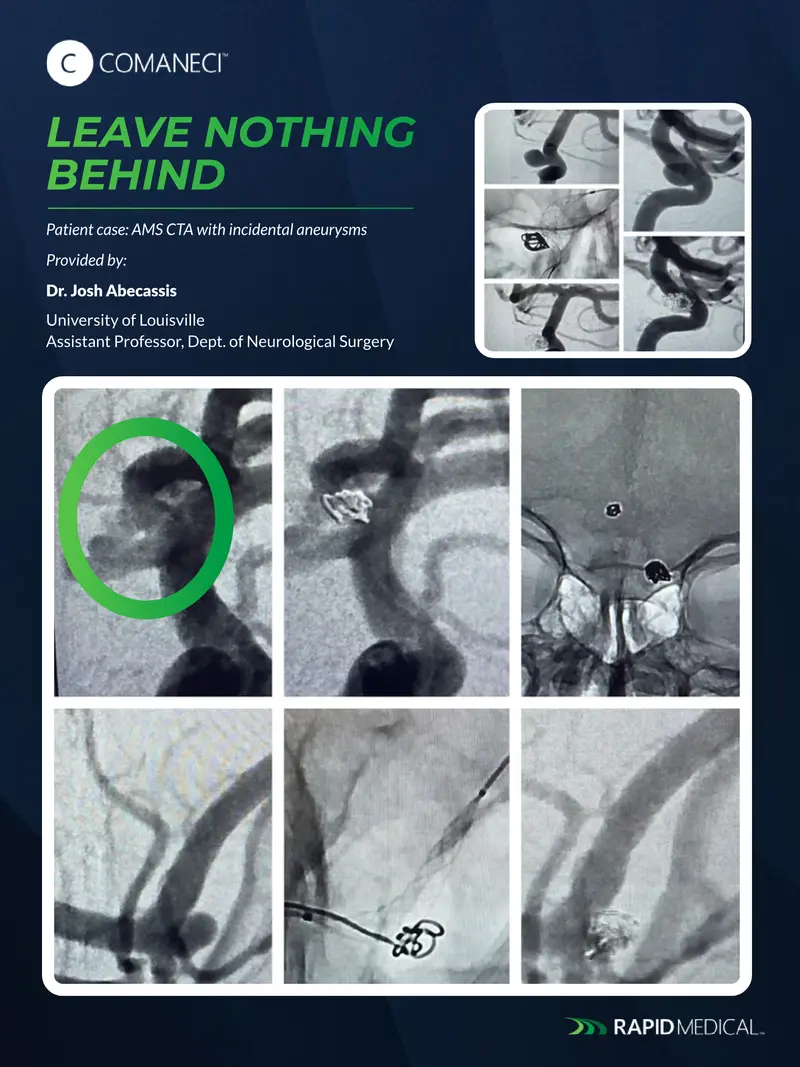 C COMANECI™
LEAVE NOTHING
BEHIND
Patient case: AMS CTA with incidental aneurysms
Provided by:
Dr. Josh Abecassis
University of Louisville
Assistant Professor, Dept. of Neurological Surgery
RAPID MEDICAL™